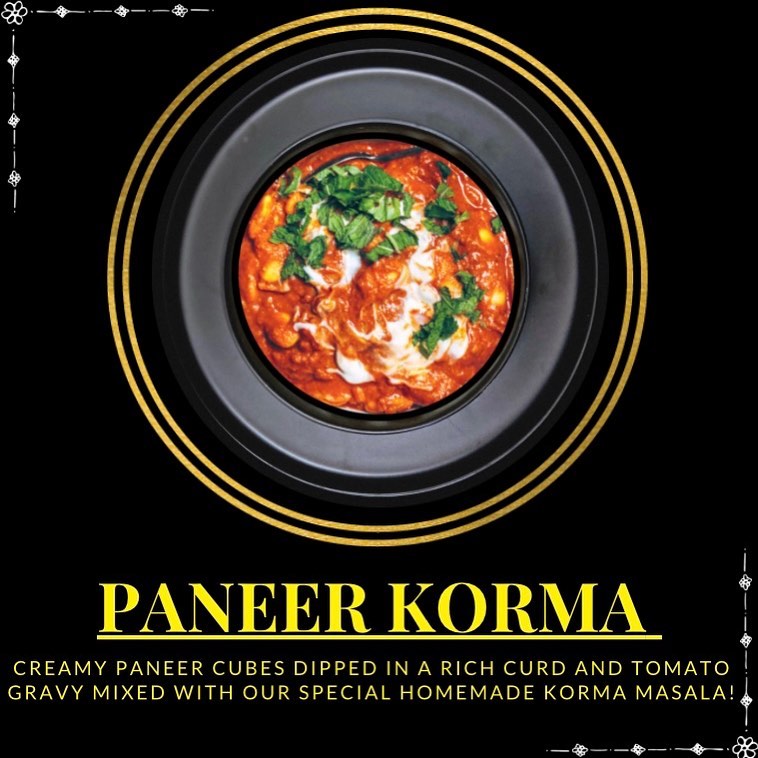 PANEER KORMA
CREAMY PANEER CUBES DIPPED IN A RICH CURD AND TOMATO
GRAVY MIXED WITH OUR SPECIAL HOMEMADE KORMA MASALA!